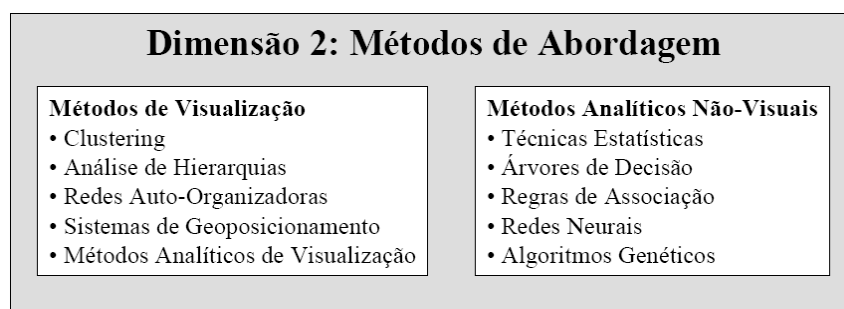 Dimensão 2: Métodos de Abordagem
Métodos de Visualização
• Clustering
• Análise de Hierarquias
• Redes Auto-Organizadoras
• Sistemas de Geoposicionamento
• Métodos Analíticos de Visualização
Métodos Analíticos Não-Visuais
• Técnicas Estatísticas
• Árvores de Decisão
• Regras de Associação
• Redes Neurais
• Algoritmos Genéticos